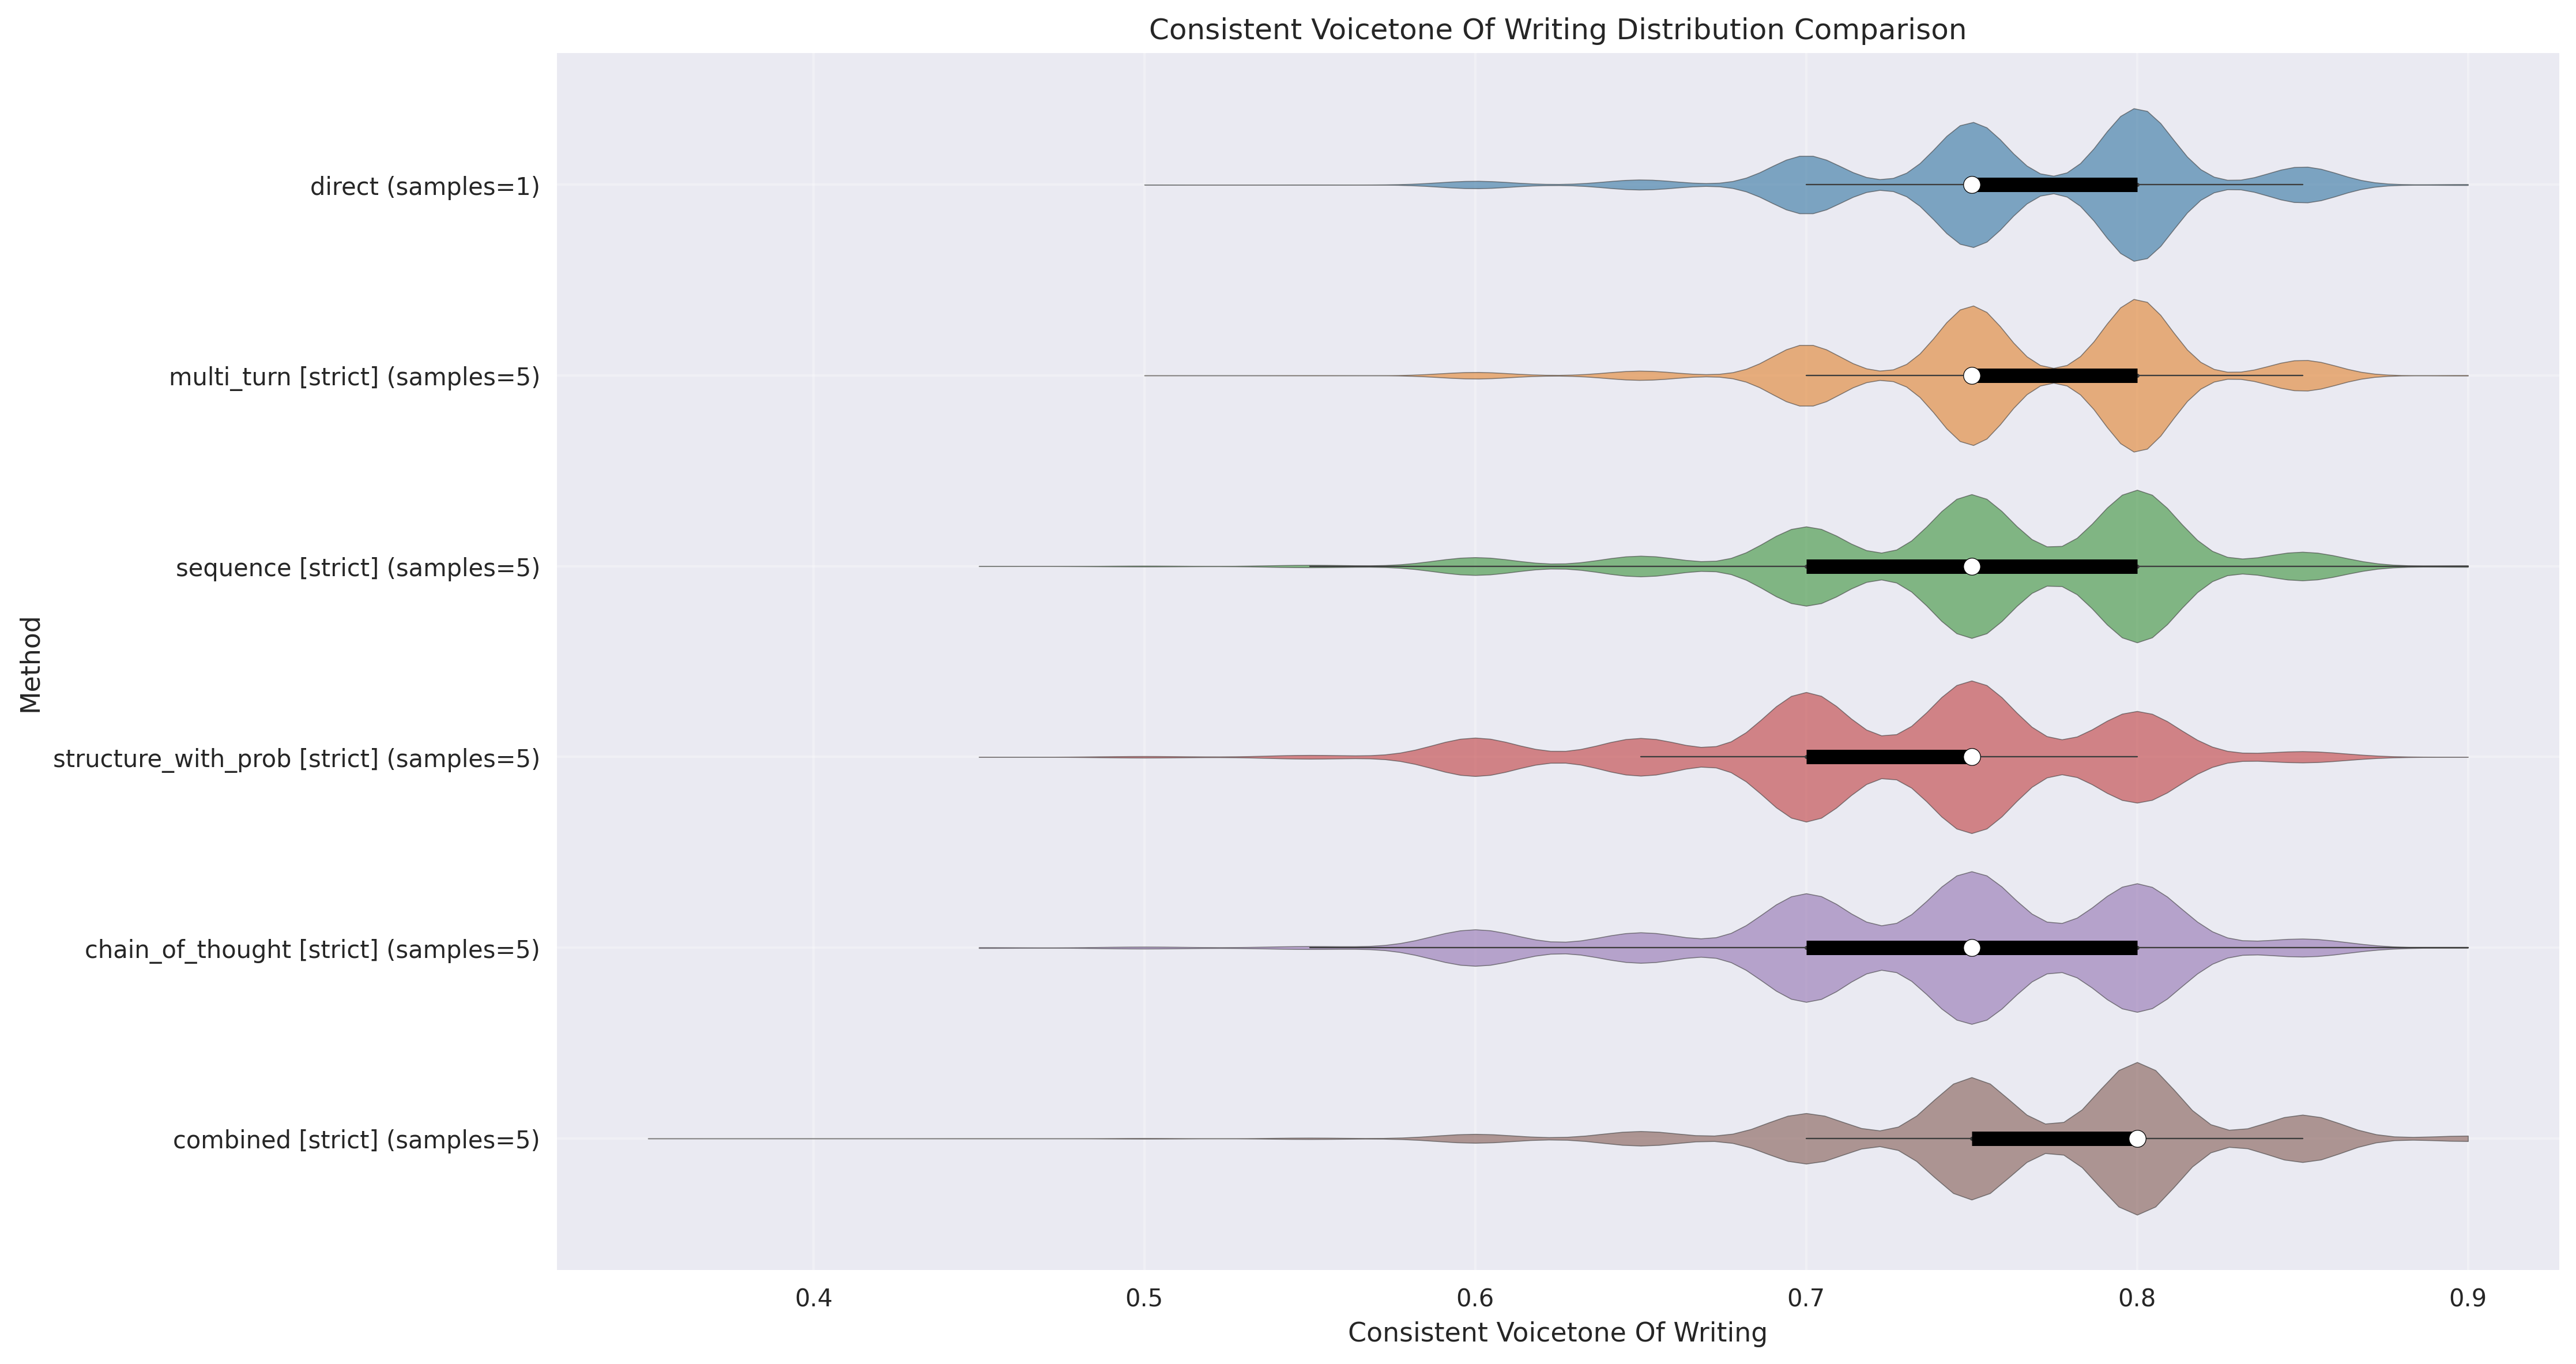 Consistent Voicetone Of Writing Distribution Comparison
direct (samples=1)
multi_turn [strict] (samples=5)
sequence [strict] (samples=5)
structure_with_prob [strict] (samples=5)
chain_of_thought [strict] (samples=5)
combined [strict] (samples=5)
Method
0.4 0.5 0.6 0.7 0.8 0.9
Consistent Voicetone Of Writing